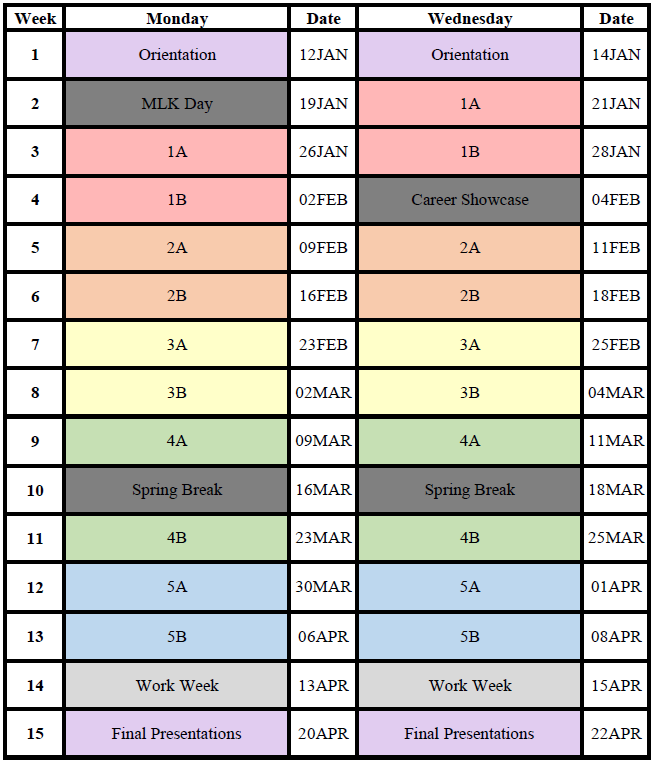 Week Monday Date Wednesday Date
1 Orientation 12JAN Orientation 14JAN
2 MLK Day 19JAN 1A 21JAN
3 1A 26JAN 1B 28JAN
4 1B 02FEB Career Showcase 04FEB
5 2A 09FEB 2A 11FEB
6 2B 16FEB 2B 18FEB
7 3A 23FEB 3A 25FEB
8 3B 02MAR 3B 04MAR
9 4A 09MAR 4A 11MAR
10 Spring Break 16MAR Spring Break 18MAR
11 4B 23MAR 4B 25MAR
12 5A 30MAR 5A 01APR
13 5B 06APR 5B 08APR
14 Work Week 13APR Work Week 15APR
15 Final Presentations 20APR Final Presentations 22APR